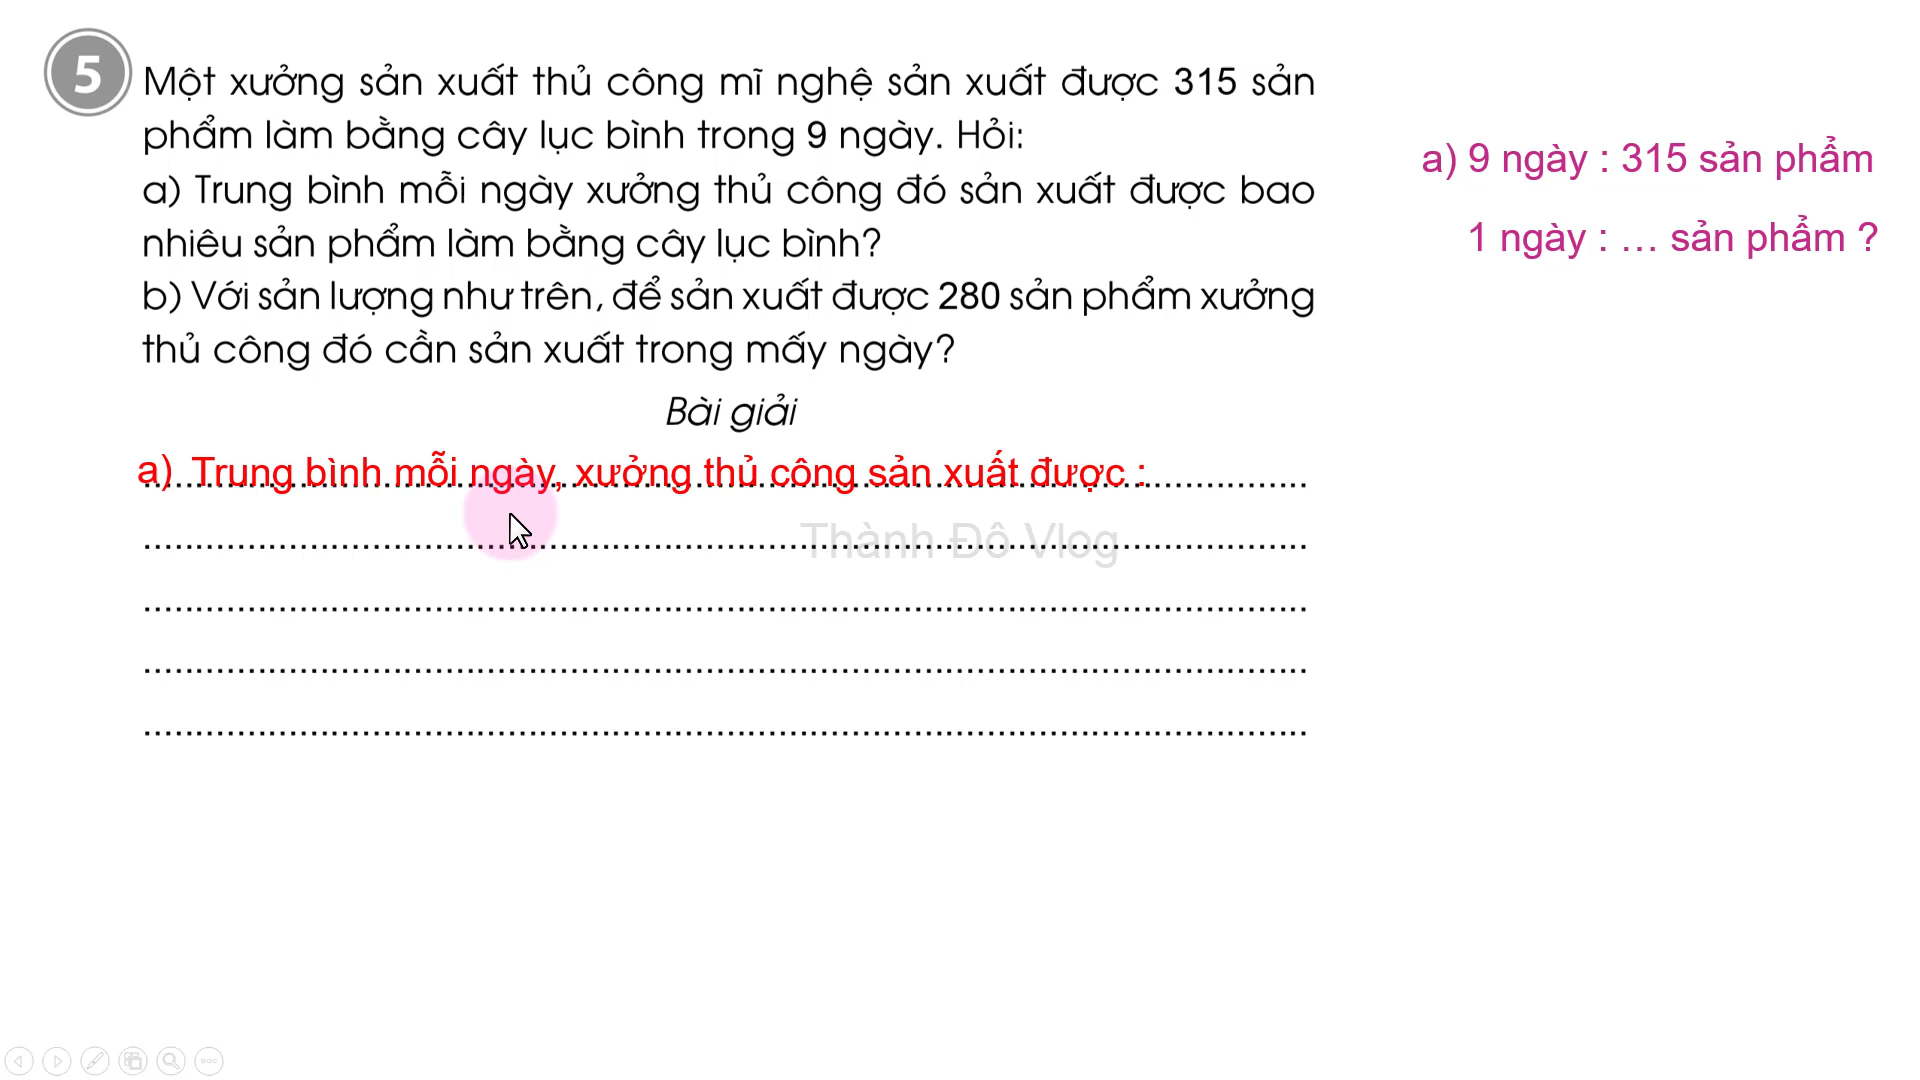 5
Một xưởng sản xuất thủ công mĩ nghệ sản xuất được 315 sản
phẩm làm bằng cây lục bình trong 9 ngày. Hỏi:
a) Trung bình mỗi ngày xưởng thủ công đó sản xuất được bao
nhiêu sản phẩm làm bằng cây lục bình?
b) Với sản lượng như trên, để sản xuất được 280 sản phẩm xưởng
thủ công đó cần sản xuất trong mấy ngày?
Bài giải
a) Trung bình mỗi ngày, xưởng thủ công sản xuất được :
Thành Đô Vlog
a) 9 ngày : 315 sản phẩm
1 ngày : ... sản phẩm ?